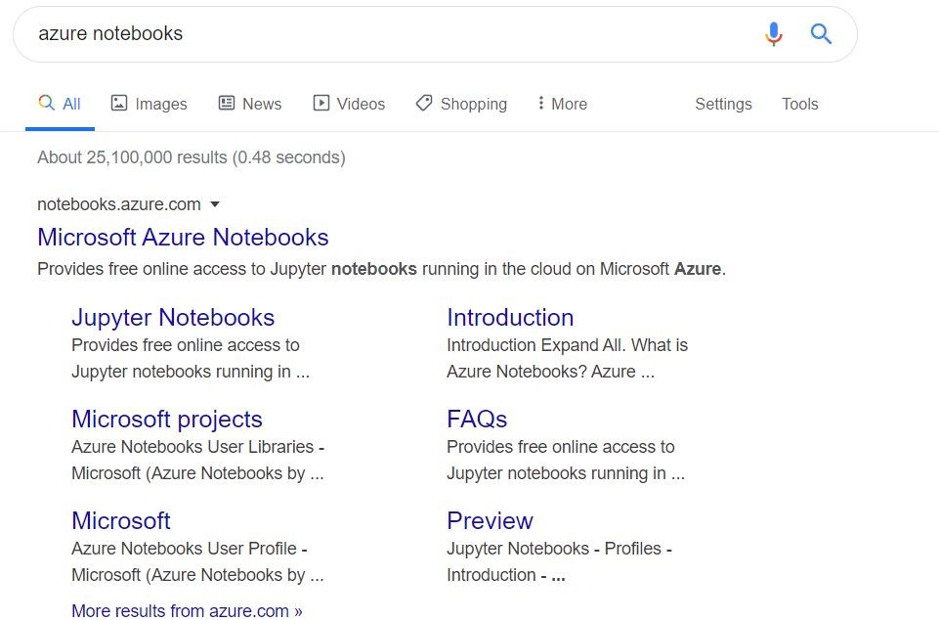 azure notebooks
All Images News Videos Shopping More Settings Tools
About 25,100,000 results (0.48 seconds)
notebooks.azure.com
Microsoft Azure Notebooks
Provides free online access to Jupyter notebooks running in the cloud on Microsoft Azure.
Jupyter Notebooks
Provides free online access to
Jupyter notebooks running in ...
Introduction
Introduction Expand All. What is
Azure Notebooks? Azure ...
Microsoft projects
Azure Notebooks User Libraries -
Microsoft (Azure Notebooks by ...
FAQs
Provides free online access to
Jupyter notebooks running in ...
Microsoft
Azure Notebooks User Profile -
Microsoft (Azure Notebooks by ...
Preview
Jupyter Notebooks - Profiles -
Introduction - ...
More results from azure.com »